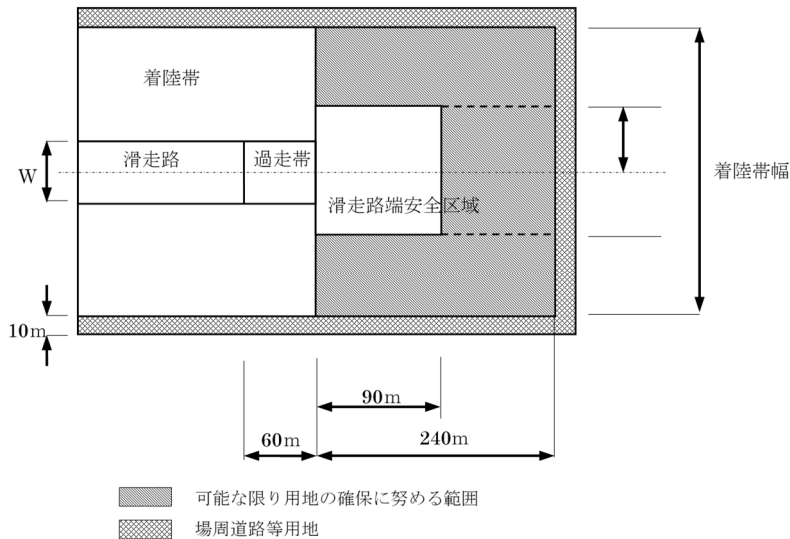 着陸帯
滑走路
過走帯
W
着陸帯幅
滑走路端安全区域
10m
90m
60m
240m
可能な限り用地の確保に努める範囲
場周道路等用地